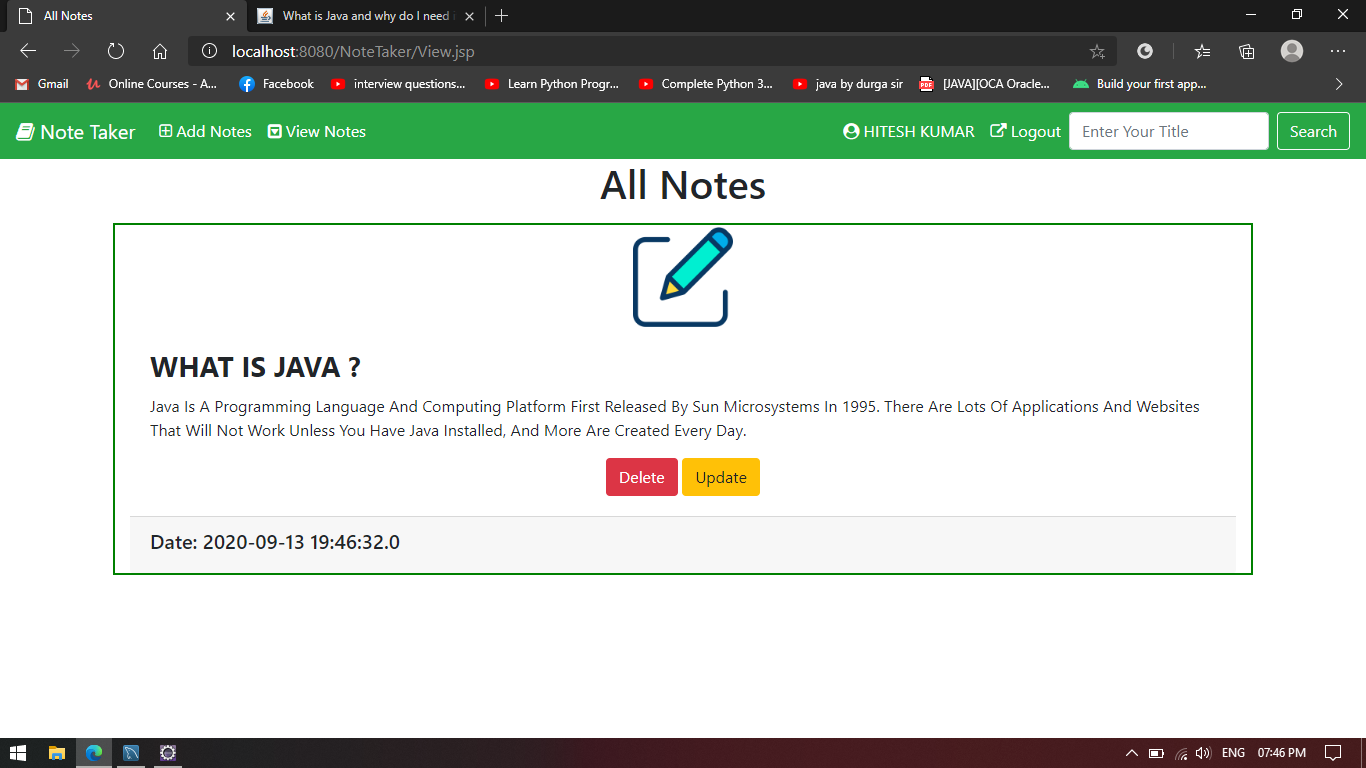 All Notes
What is Java and why do I need
localhost:8080/NoteTaker/View.jsp
Gmail Online Courses - A... Facebook interview questions... Learn Python Progr... Complete Python 3... java by durga sir PDF [JAVA][OCA Oracle... Build your first app...
Note Taker Add Notes View Notes HITESH KUMAR Logout Enter Your Title Search
All Notes
WHAT IS JAVA ?
Java Is A Programming Language And Computing Platform First Released By Sun Microsystems In 1995. There Are Lots Of Applications And Websites
That Will Not Work Unless You Have Java Installed, And More Are Created Every Day.
Delete Update
Date: 2020-09-13 19:46:32.0
ENG 07:46 PM